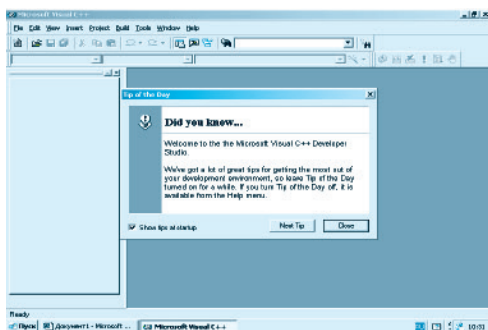 Microsoft Visual C++
File Edit View Insert Project Build Tools Window Help
Tip of the Day
Did you know...
Welcome to the the Microsoft Visual C++ Developer
Studio.
We've got a lot of great tips for getting the most out of
your development environment, so leave Tip of the Day
turned on for a while. If you turn Tip of the Day off, it is
available from the Help menu.
Show tips at startup
Next Tip
Close
Ready
Пуск
Документ1 - Microsoft ...
Microsoft Visual C++
10:31